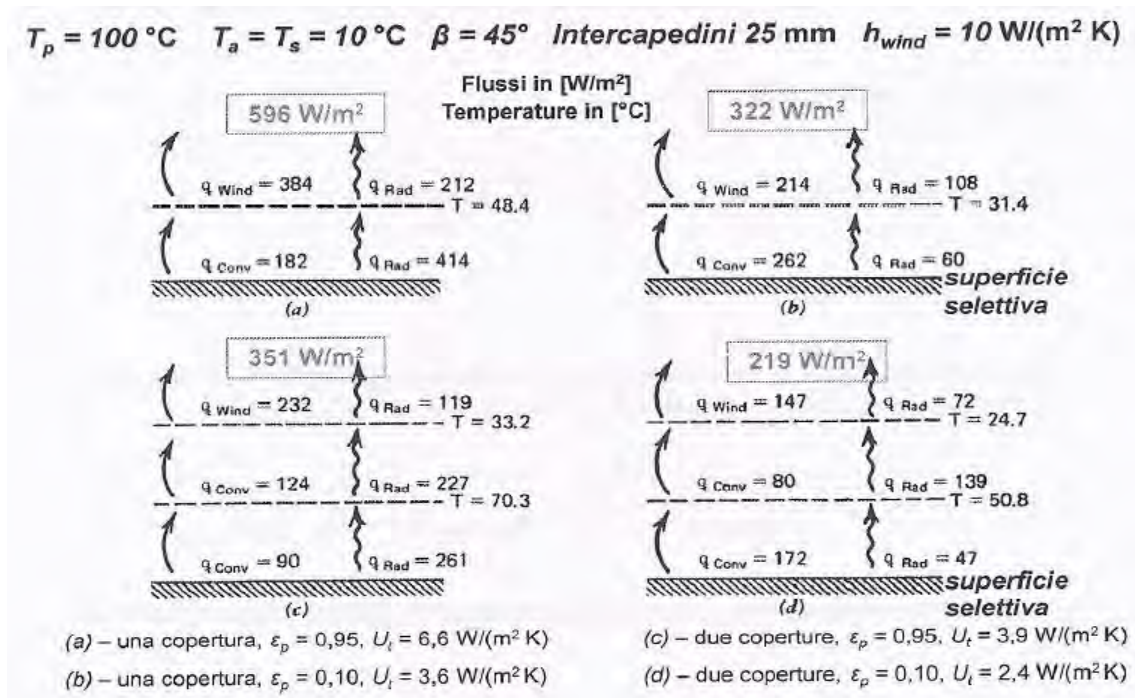 T_p = 100 °C T_a = T_s = 10 °C β = 45° Intercapedini 25 mm h_wind = 10 W/(m² K)
Flussi in [W/m²]
Temperature in [°C]
596 W/m²
q Wind = 384 q Rad = 212
T = 48.4
q Conv = 182 q Rad = 414
(a)
322 W/m²
q Wind = 214 q Rad = 108
T = 31.4
q Conv = 262 q Rad = 60
superficie
selettiva
(b)
351 W/m²
q Wind = 232 q Rad = 119
T = 33.2
q Conv = 124 q Rad = 227
T = 70.3
q Conv = 90 q Rad = 261
(c)
219 W/m²
q Wind = 147 q Rad = 72
T = 24.7
q Conv = 80 q Rad = 139
T = 50.8
q Conv = 172 q Rad = 47
superficie
selettiva
(d)
(a) – una copertura, ε_p = 0,95, U_t = 6,6 W/(m² K)
(b) – una copertura, ε_p = 0,10, U_t = 3,6 W/(m² K)
(c) – due coperture, ε_p = 0,95, U_t = 3,9 W/(m² K)
(d) – due coperture, ε_p = 0,10, U_t = 2,4 W/(m² K)